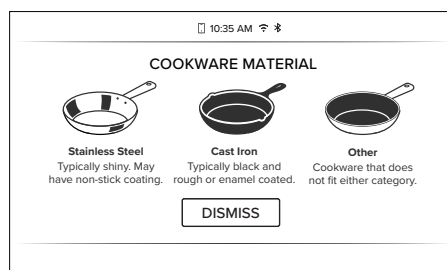 10:35 AM
COOKWARE MATERIAL
Stainless Steel
Typically shiny. May
have non-stick coating.
Cast Iron
Typically black and
rough or enamel coated.
Other
Cookware that does
not fit either category.
DISMISS